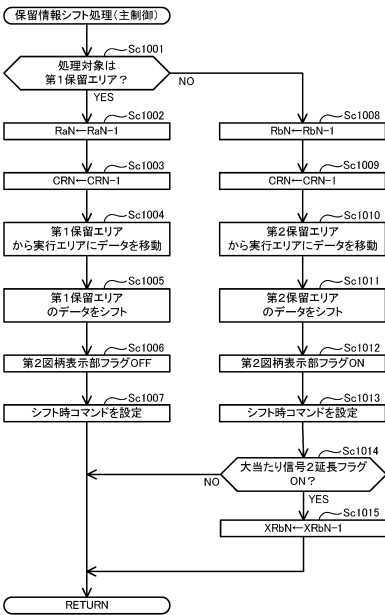 保留情報シフト処理(主制御)
Sc1001
処理対象は
第1保留エリア?
YES
NO
Sc1002
RaN←RaN-1
Sc1003
CRN←CRN-1
Sc1004
第1保留エリア
から実行エリアにデータを移動
Sc1005
第1保留エリア
のデータをシフト
Sc1006
第2図柄表示部フラグOFF
Sc1007
シフト時コマンドを設定
Sc1008
RbN←RbN-1
Sc1009
CRN←CRN-1
Sc1010
第2保留エリア
から実行エリアにデータを移動
Sc1011
第2保留エリア
のデータをシフト
Sc1012
第2図柄表示部フラグON
Sc1013
シフト時コマンドを設定
Sc1014
大当たり信号2延長フラグ
ON?
NO
YES
Sc1015
XRbN←XRbN-1
RETURN